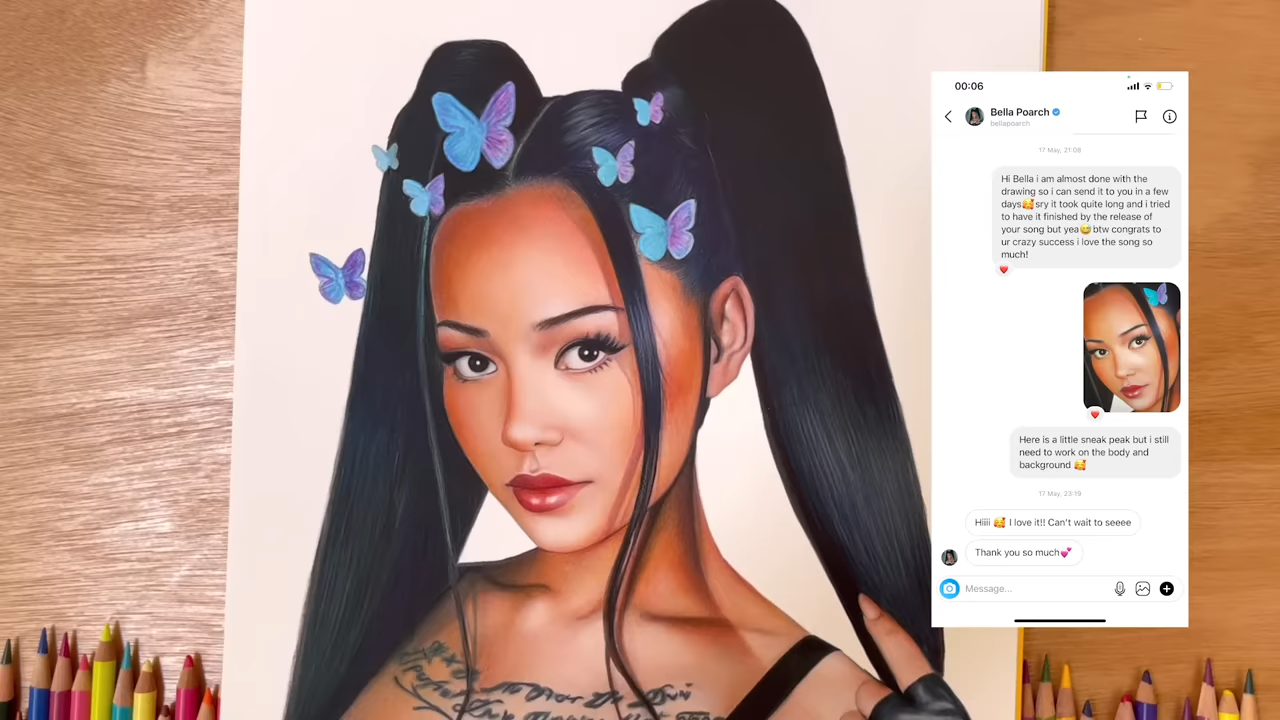 00:06
Bella Poarch
bellapoarch
17 May, 21:08
Hi Bella i am almost done with the
drawing so i can send it to you in a few
days🥰sry it took quite long and i tried
to have it finished by the release of
your song but yea😅btw congrats to
ur crazy success i love the song so
much!
Here is a little sneak peak but i still
need to work on the body and
background 🥰
17 May, 23:19
Hiiii 🥰 I love it!! Can't wait to seeee
Thank you so much💕
Message...